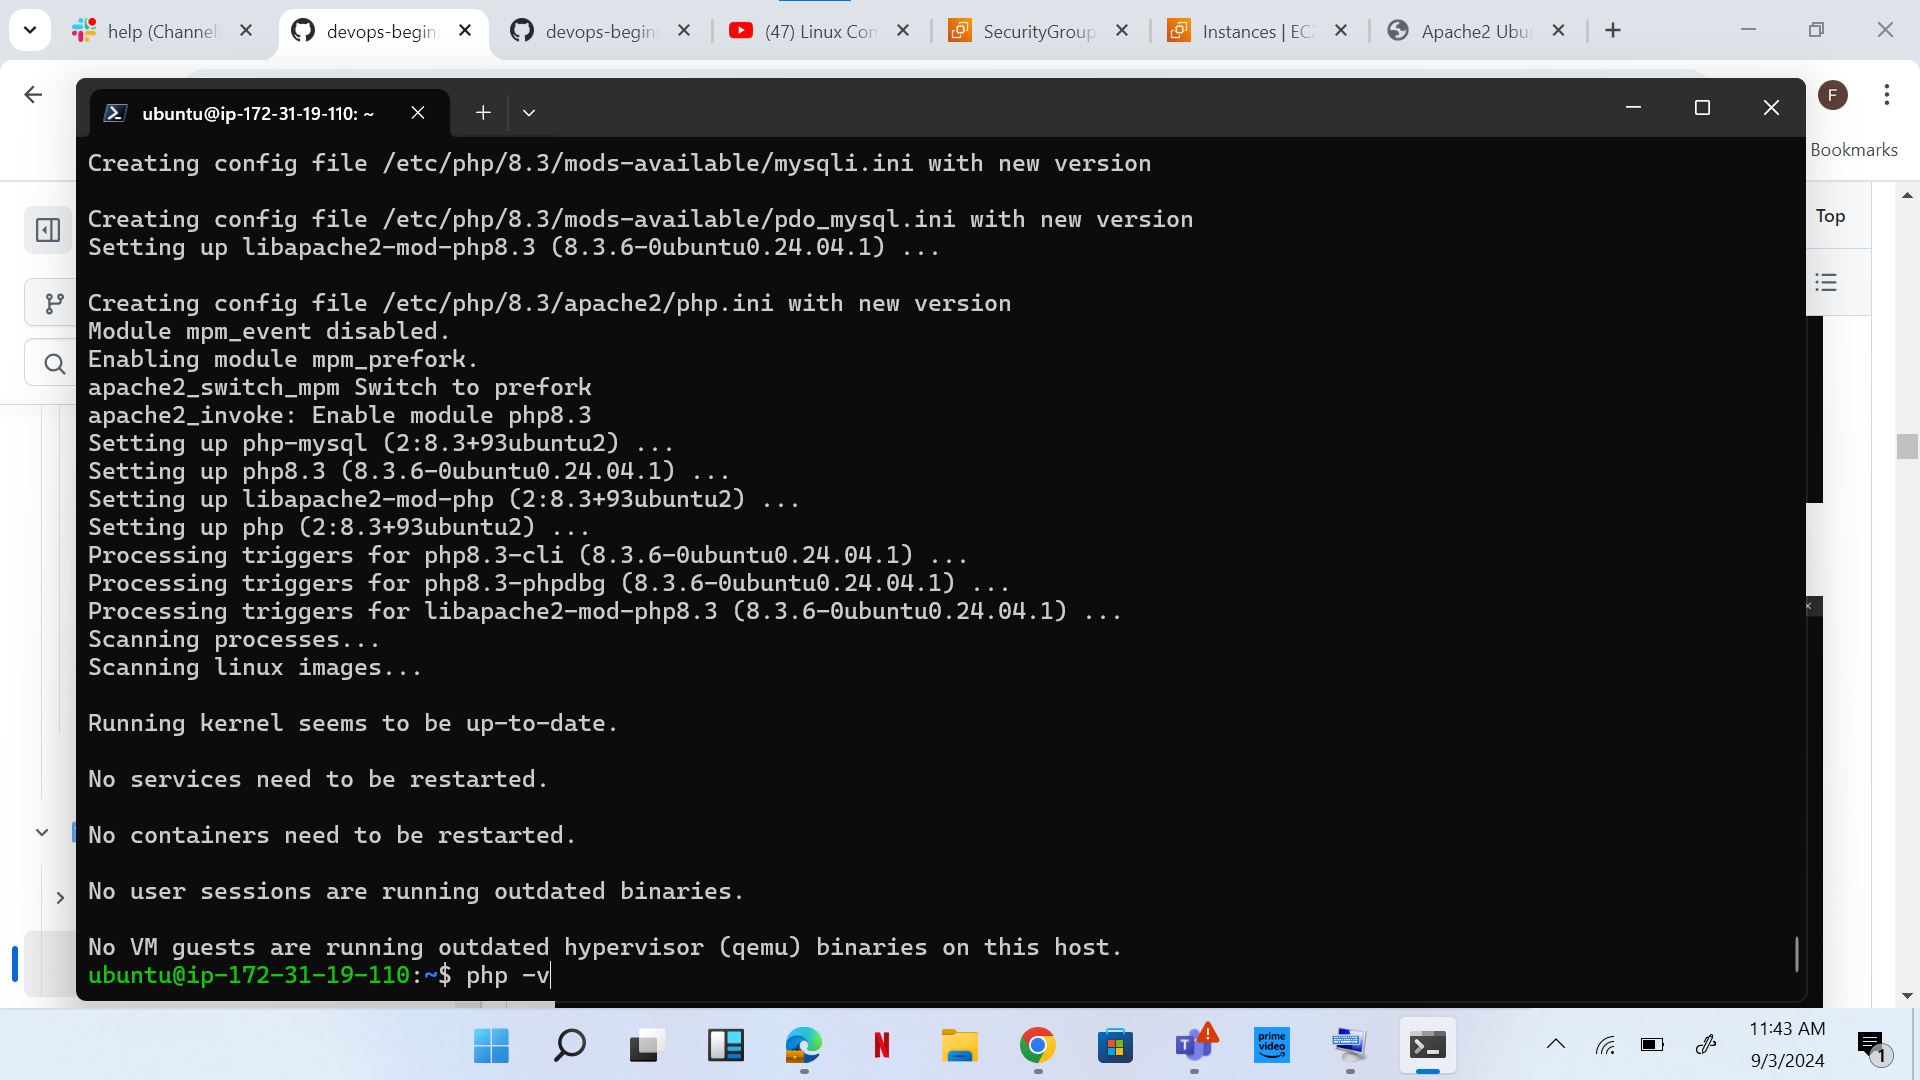 help (Channel
devops-begin
devops-begin
(47) Linux Con
SecurityGroup
Instances | EC2
Apache2 Ubu
F
Bookmarks
Top
ubuntu@ip-172-31-19-110: ~
Creating config file /etc/php/8.3/mods-available/mysqli.ini with new version
Creating config file /etc/php/8.3/mods-available/pdo_mysql.ini with new version
Setting up libapache2-mod-php8.3 (8.3.6-0ubuntu0.24.04.1) ...
Creating config file /etc/php/8.3/apache2/php.ini with new version
Module mpm_event disabled.
Enabling module mpm_prefork.
apache2_switch_mpm Switch to prefork
apache2_invoke: Enable module php8.3
Setting up php-mysql (2:8.3+93ubuntu2) ...
Setting up php8.3 (8.3.6-0ubuntu0.24.04.1) ...
Setting up libapache2-mod-php (2:8.3+93ubuntu2) ...
Setting up php (2:8.3+93ubuntu2) ...
Processing triggers for php8.3-cli (8.3.6-0ubuntu0.24.04.1) ...
Processing triggers for php8.3-phpdbg (8.3.6-0ubuntu0.24.04.1) ...
Processing triggers for libapache2-mod-php8.3 (8.3.6-0ubuntu0.24.04.1) ...
Scanning processes...
Scanning linux images...
Running kernel seems to be up-to-date.
No services need to be restarted.
No containers need to be restarted.
No user sessions are running outdated binaries.
No VM guests are running outdated hypervisor (qemu) binaries on this host.
ubuntu@ip-172-31-19-110:~$ php -v
N
T
prime
video
11:43 AM
9/3/2024
1